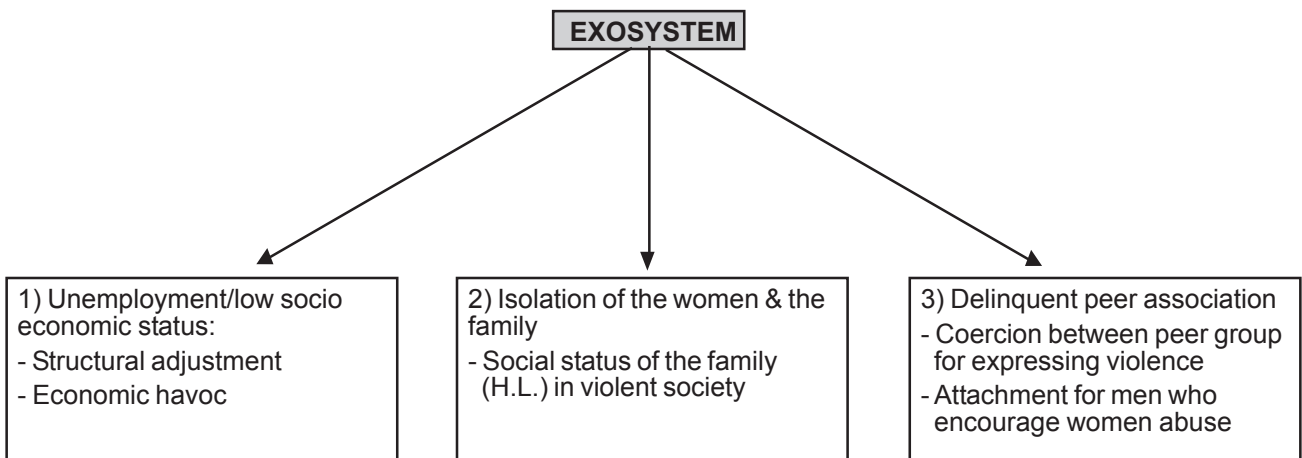 EXOSYSTEM
1) Unemployment/low socio
economic status:
- Structural adjustment
- Economic havoc
2) Isolation of the women & the
family
- Social status of the family
(H.L.) in violent society
3) Delinquent peer association
- Coercion between peer group
for expressing violence
- Attachment for men who
encourage women abuse